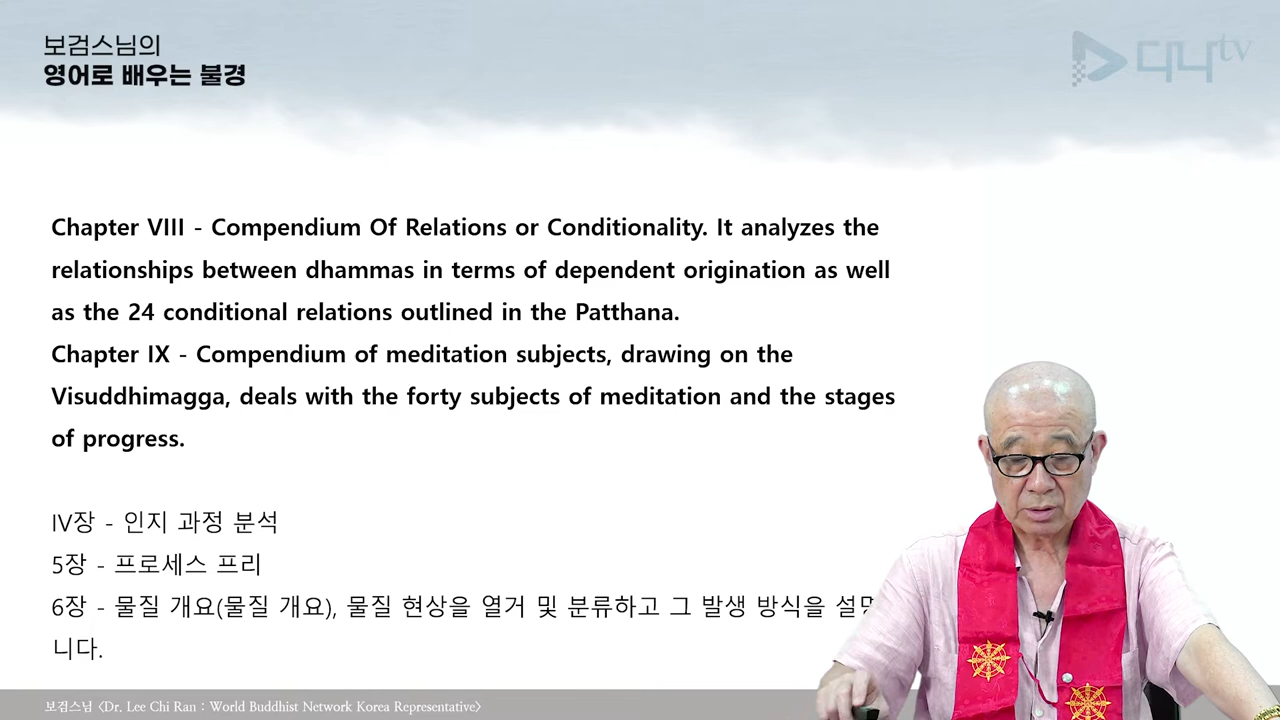 보검스님의
영어로 배우는 불경
디나tv
Chapter VIII - Compendium Of Relations or Conditionality. It analyzes the
relationships between dhammas in terms of dependent origination as well
as the 24 conditional relations outlined in the Patthana.
Chapter IX - Compendium of meditation subjects, drawing on the
Visuddhimagga, deals with the forty subjects of meditation and the stages
of progress.
IV장 - 인지 과정 분석
5장 - 프로세스 프리
6장 - 물질 개요(물질 개요), 물질 현상을 열거 및 분류하고 그 발생 방식을
니다.
보검스님 <Dr. Lee Chi Ran : World Buddhist Network Korea Representative>